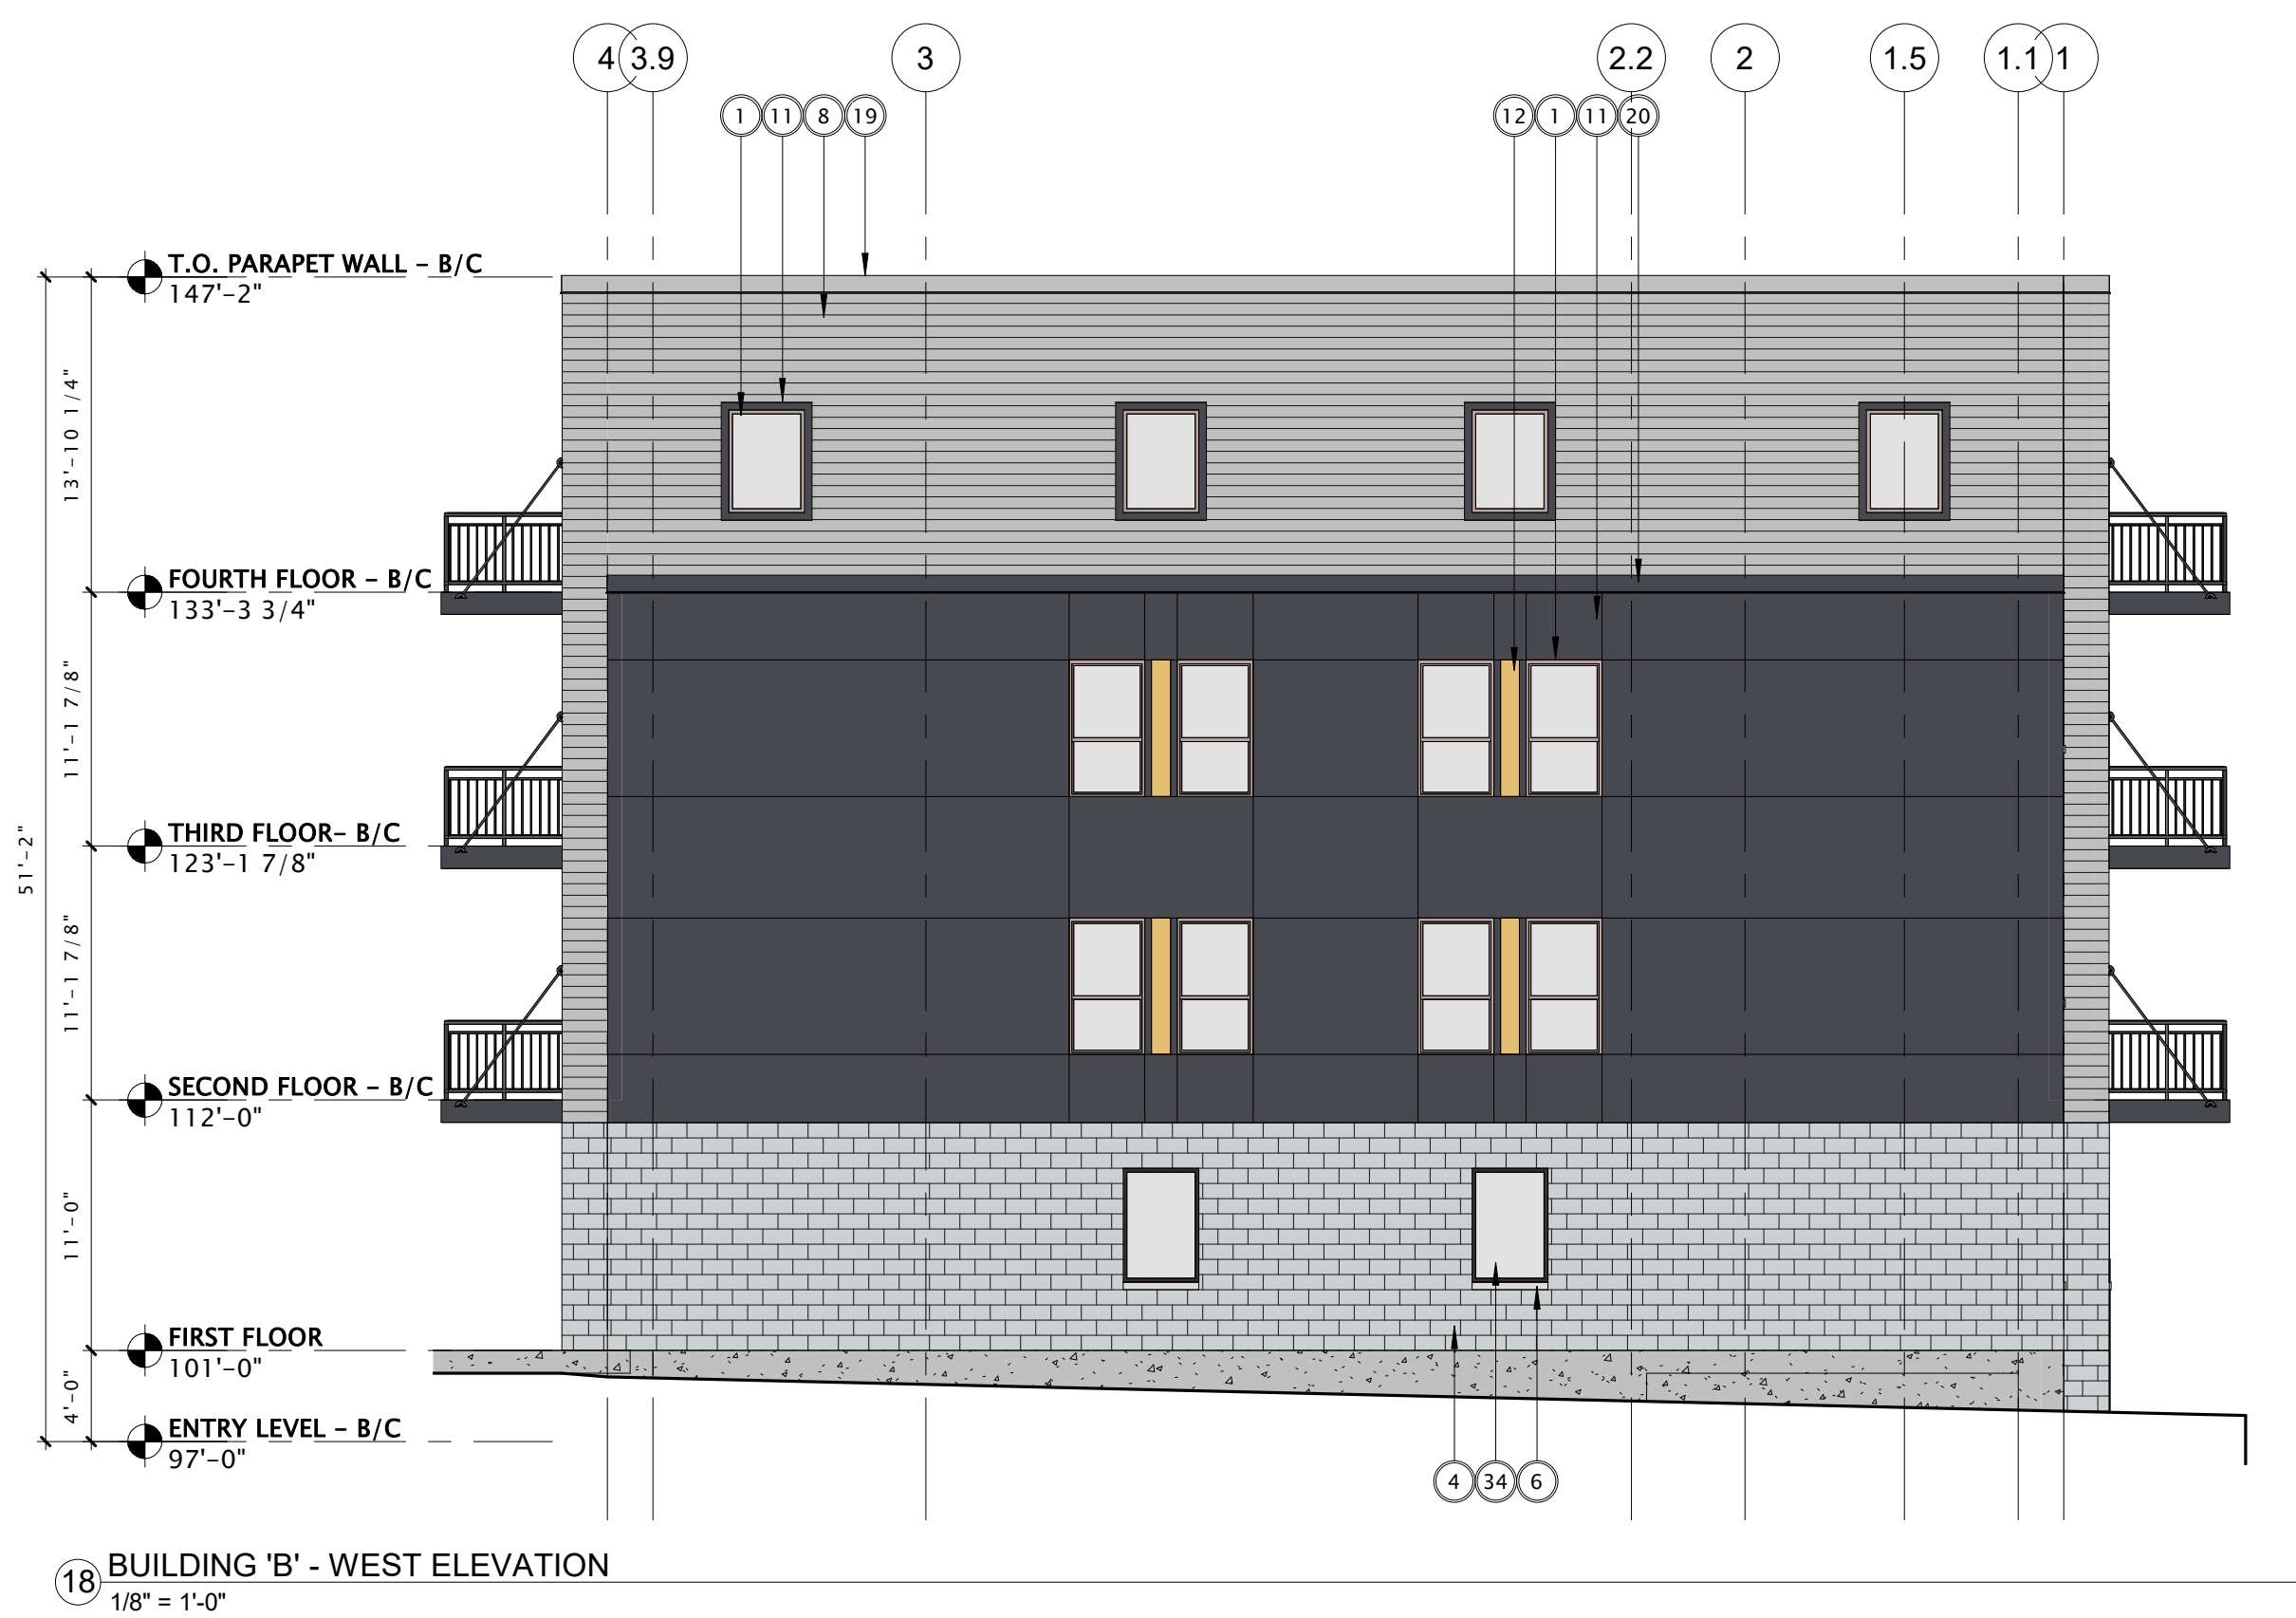 4 3.9 3 2.2 2 1.5 1.1 1
1 11 8 19 12 1 11 20
T.O. PARAPET WALL - B/C
147'-2"
13'-10 1/4"
FOURTH FLOOR - B/C
133'-3 3/4"
11'-1 7/8"
THIRD FLOOR- B/C
123'-1 7/8"
51'-2"
11'-1 7/8"
SECOND FLOOR - B/C
112'-0"
11'-0"
FIRST FLOOR
101'-0"
4'-0"
ENTRY LEVEL - B/C
97'-0"
4 34 6
18 BUILDING 'B' - WEST ELEVATION
1/8" = 1'-0"